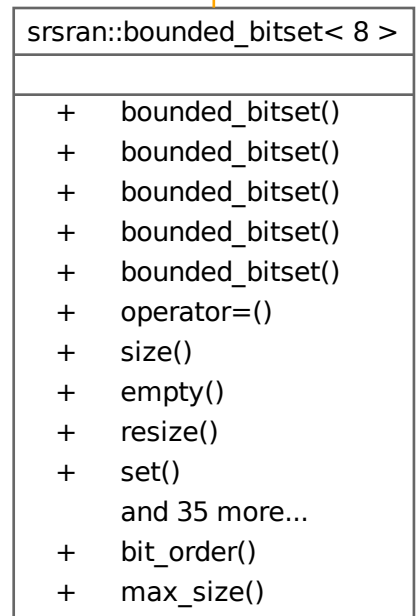 srsran::bounded_bitset< 8 >
+ bounded_bitset()
+ bounded_bitset()
+ bounded_bitset()
+ bounded_bitset()
+ bounded_bitset()
+ operator=()
+ size()
+ empty()
+ resize()
+ set()
and 35 more...
+ bit_order()
+ max_size()